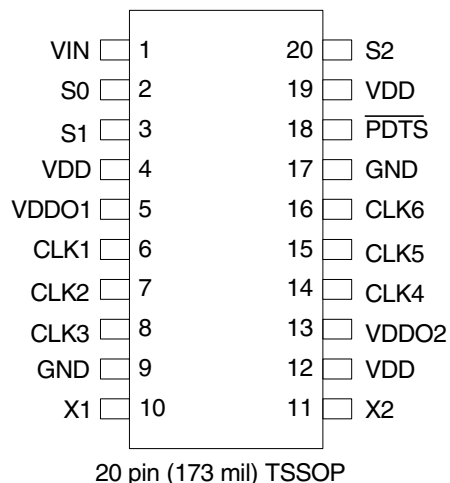 VIN 1 20 S2
S0 2 19 VDD
S1 3 18 PDTS
VDD 4 17 GND
VDDO1 5 16 CLK6
CLK1 6 15 CLK5
CLK2 7 14 CLK4
CLK3 8 13 VDDO2
GND 9 12 VDD
X1 10 11 X2
20 pin (173 mil) TSSOP